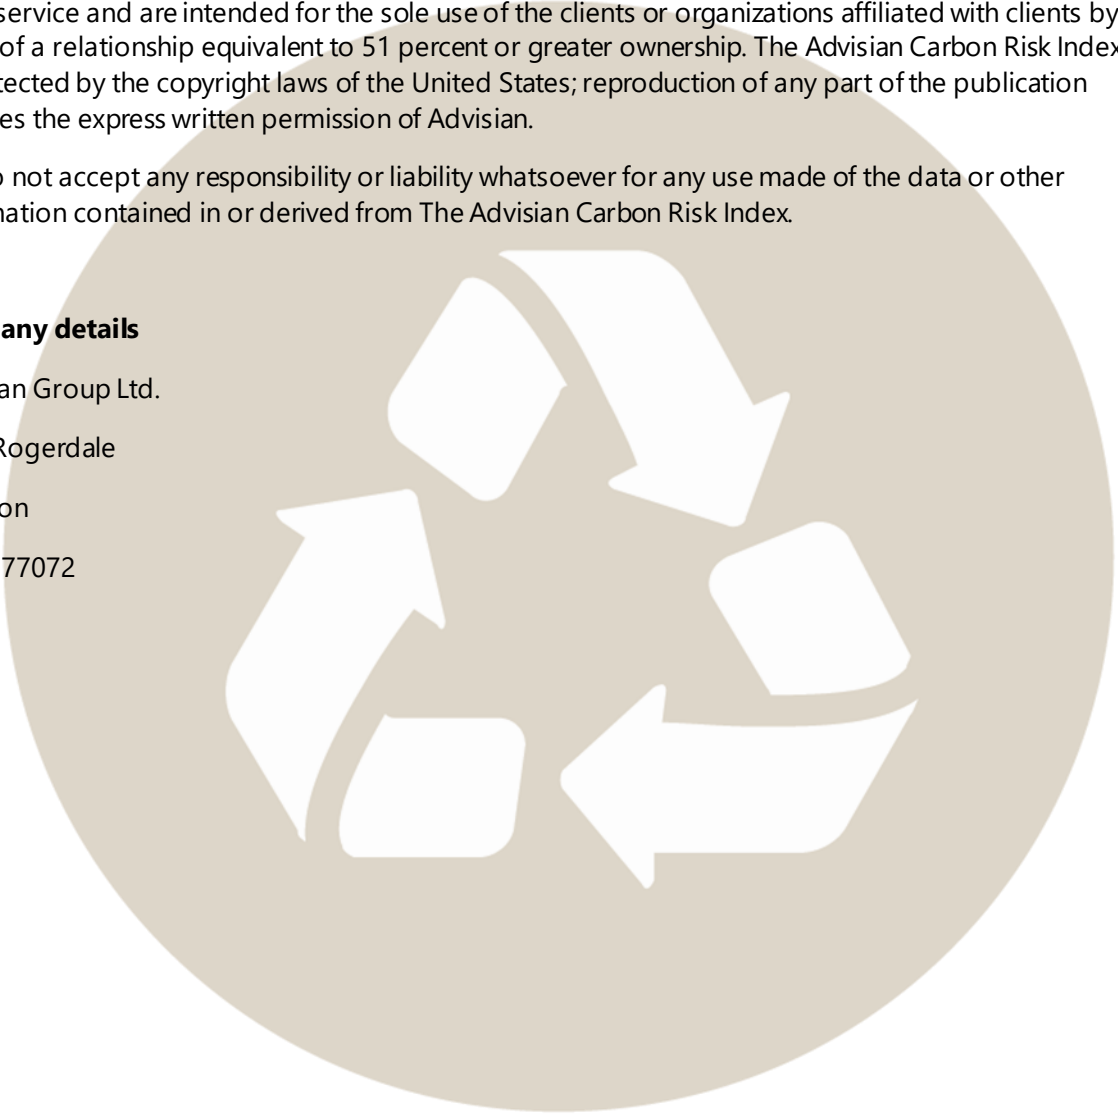 service and are intended for the sole use of the clients or organizations affiliated with clients by
of a relationship equivalent to 51 percent or greater ownership. The Advisian Carbon Risk Index
tected by the copyright laws of the United States; reproduction of any part of the publication
es the express written permission of Advisian.
o not accept any responsibility or liability whatsoever for any use made of the data or other
nation contained in or derived from The Advisian Carbon Risk Index.
any details
an Group Ltd.
Rogerdale
on
77072